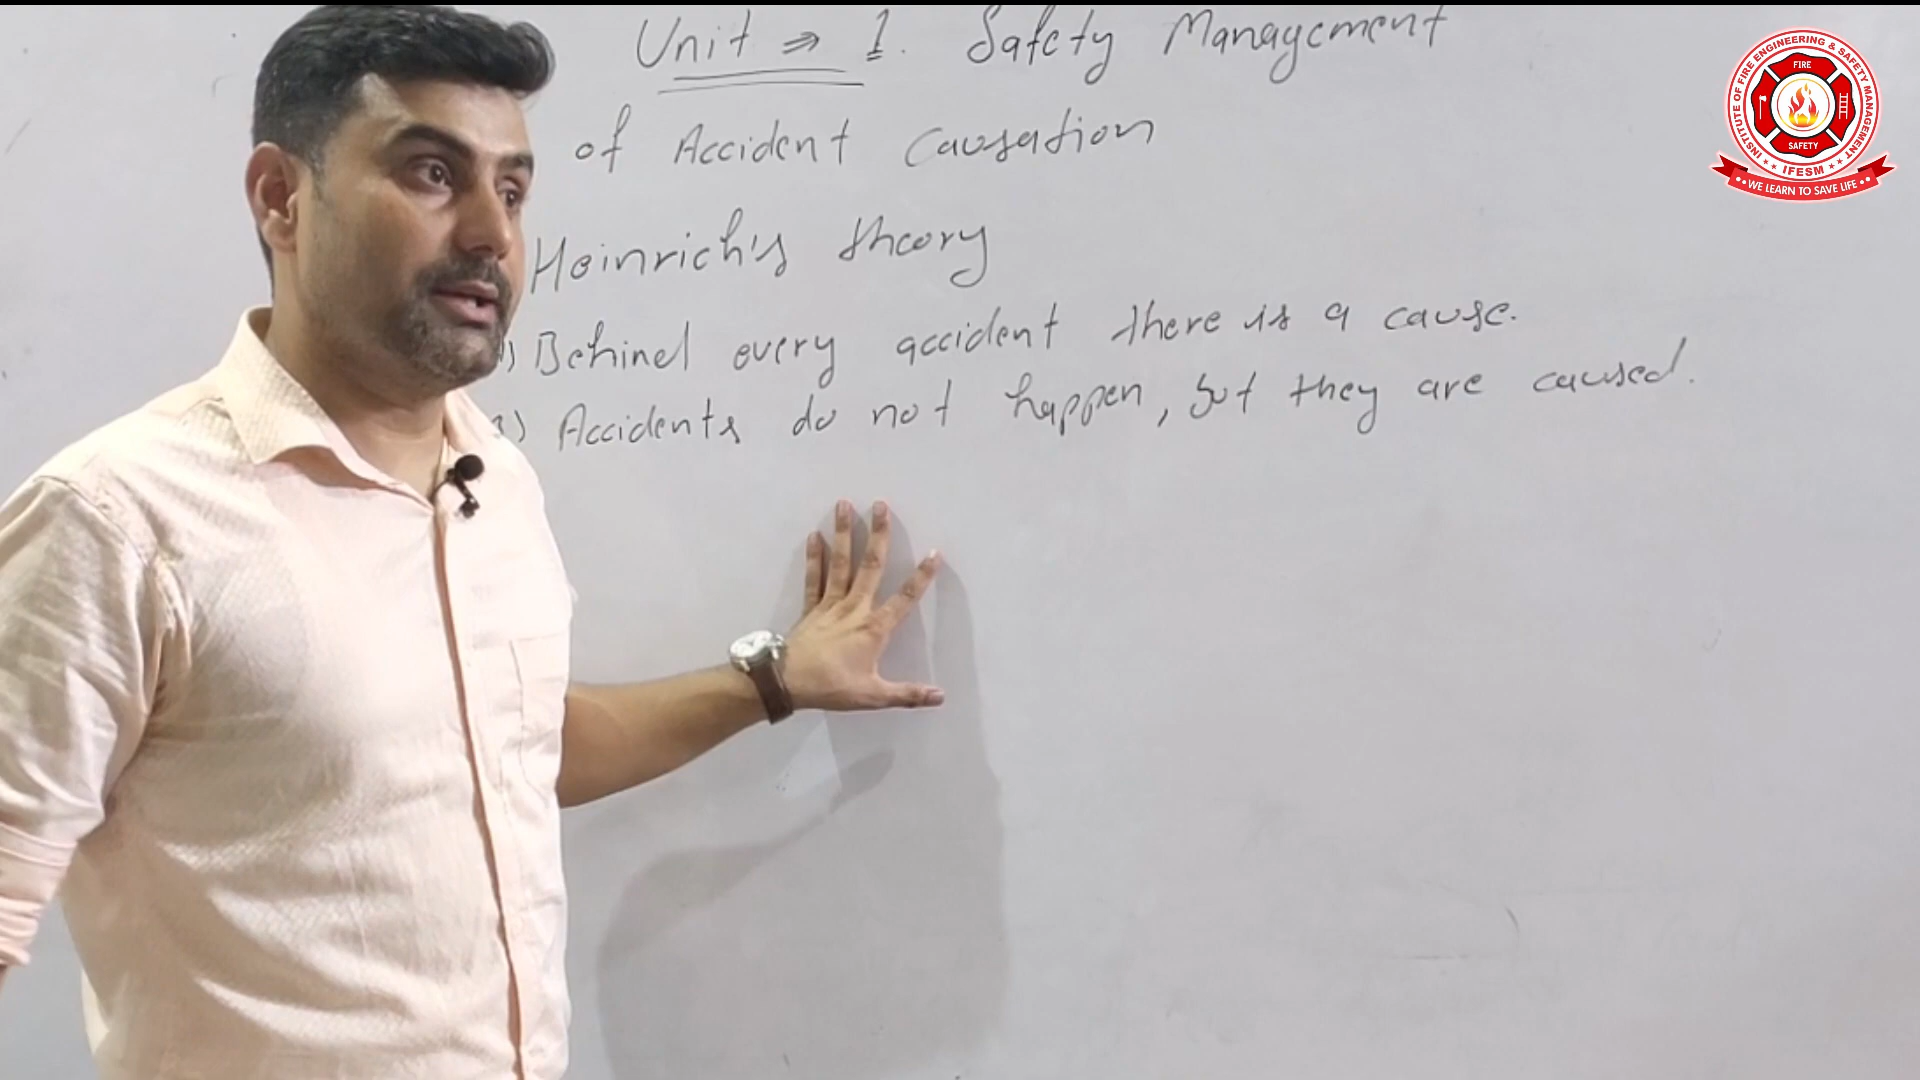 Unit ⇒ 1. Safety Management
of Accident Causation
Heinrich's theory
1) Behind every accident there is a cause.
2) Accidents do not happen, but they are caused.
INSTITUTE OF FIRE ENGINEERING & SAFETY MANAGEMENT
FIRE
SAFETY
IFESM
WE LEARN TO SAVE LIFE